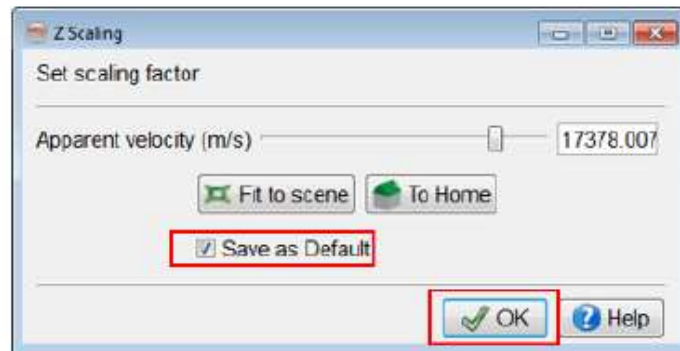 Z Scaling
Set scaling factor
Apparent velocity (m/s) 17378.007
Fit to scene To Home
Save as Default
OK Help